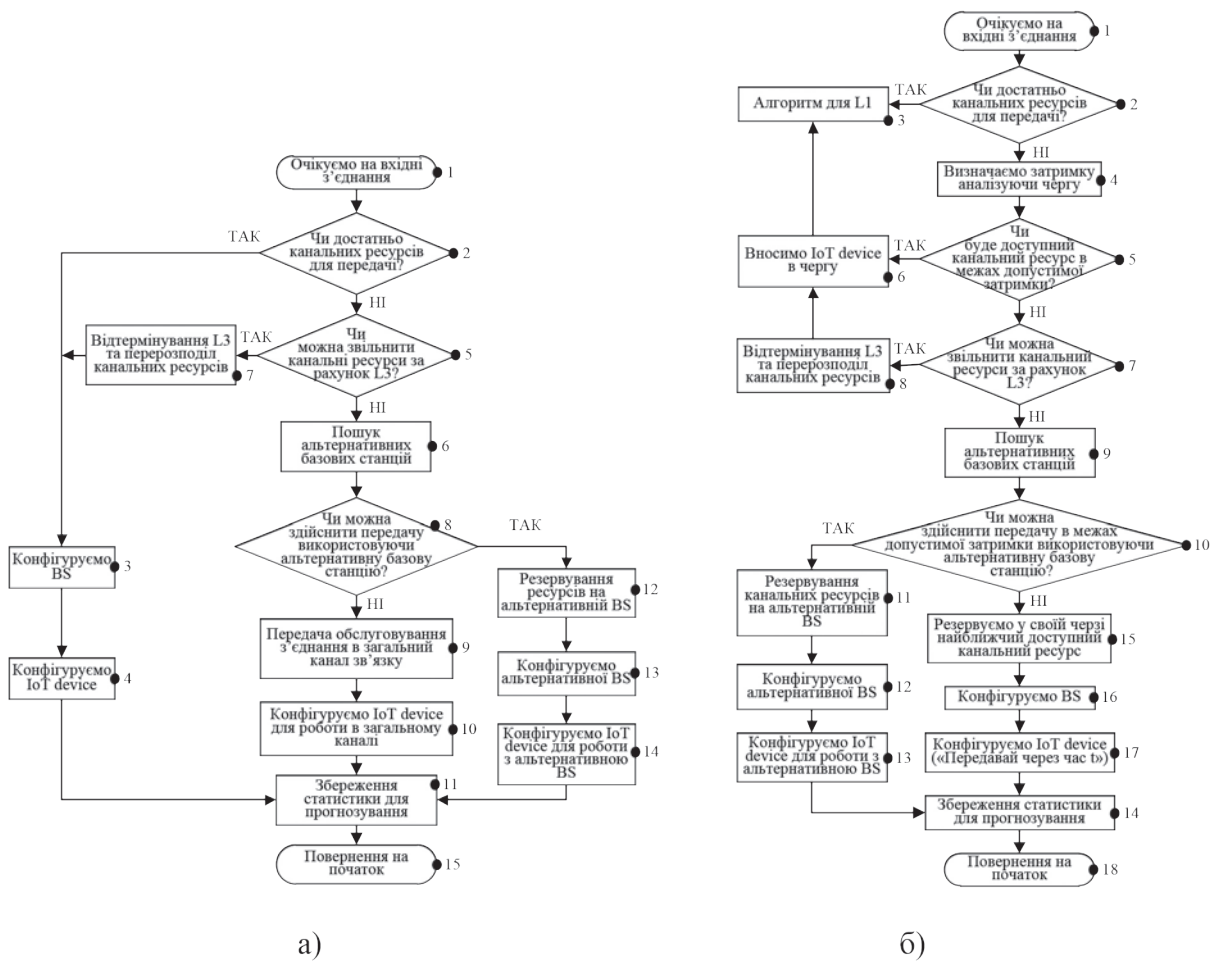 Очікуємо на вхідні
з’єднання
1
Чи достатньо
канальних ресурсів
для передачі?
2
ТАК
НІ
Чи
можна звільнити
канальні ресурси за
рахунок L3?
5
ТАК
Відтермінування L3
та перерозподіл
канальних ресурсів
7
НІ
Пошук
альтернативних
базових станцій
6
Чи можна
здійснити передачу
використовуючи
альтернативну базову
станцію?
8
ТАК
НІ
Конфігуруємо
BS
3
Конфігуруємо
IoT device
4
Передача обслуговування
з’єднання в загальний
канал зв’язку
9
Конфігуруємо IoT device
для роботи в загальному
каналі
10
Резервування
ресурсів на
альтернативній BS
12
Конфігуруємо
альтернативної BS
13
Конфігуруємо IoT
device для роботи
з альтернативною
BS
14
Збереження
статистики для
прогнозування
11
Повернення на
початок
15
а)
Очікуємо на
вхідні з’єднання
1
Чи достатньо
канальних ресурсів
для передачі?
2
ТАК
Алгоритм для L1
3
НІ
Визначаємо затримку
аналізуючи чергу
4
Чи
буде доступний
канальний ресурс в
межах допустимої
затримки?
5
ТАК
Вносимо IoT device
в чергу
6
НІ
Чи можна
звільнити канальний
ресурси за рахунок
L3?
7
ТАК
Відтермінування L3
та перерозподіл
канальних ресурсів
8
НІ
Пошук
альтернативних
базових станцій
9
Чи можна
здійснити передачу в межах
допустимої затримки використовуючи
альтернативну базову
станцію?
10
ТАК
НІ
Резервування
канальних ресурсів
на альтернативній
BS
11
Конфігуруємо
альтернативної BS
12
Конфігуруємо IoT
device для роботи з
альтернативною BS
13
Резервуємо у своїй черзі
найближчий доступний
канальний ресурс
15
Конфігуруємо BS
16
Конфігуруємо IoT device
(«Передавай через час t»)
17
Збереження статистики
для прогнозування
14
Повернення на
початок
18
б)